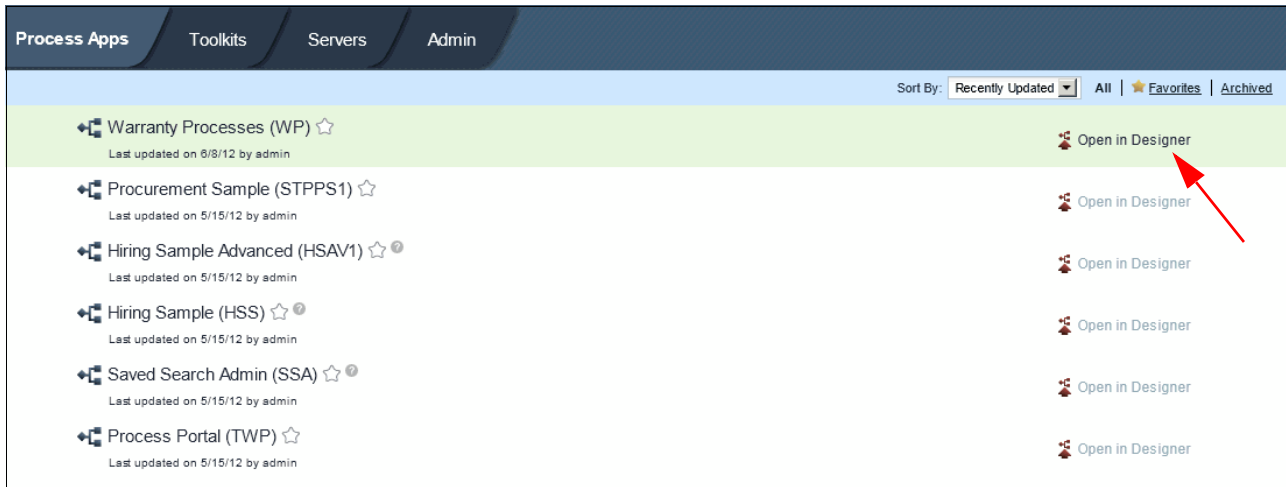 Process Apps Toolkits Servers Admin
Sort By: Recently Updated All | Favorites | Archived
Warranty Processes (WP) Open in Designer
Last updated on 6/8/12 by admin
Procurement Sample (STPPS1) Open in Designer
Last updated on 5/15/12 by admin
Hiring Sample Advanced (HSAV1) ? Open in Designer
Last updated on 5/15/12 by admin
Hiring Sample (HSS) ? Open in Designer
Last updated on 5/15/12 by admin
Saved Search Admin (SSA) ? Open in Designer
Last updated on 5/15/12 by admin
Process Portal (TWP) Open in Designer
Last updated on 5/15/12 by admin